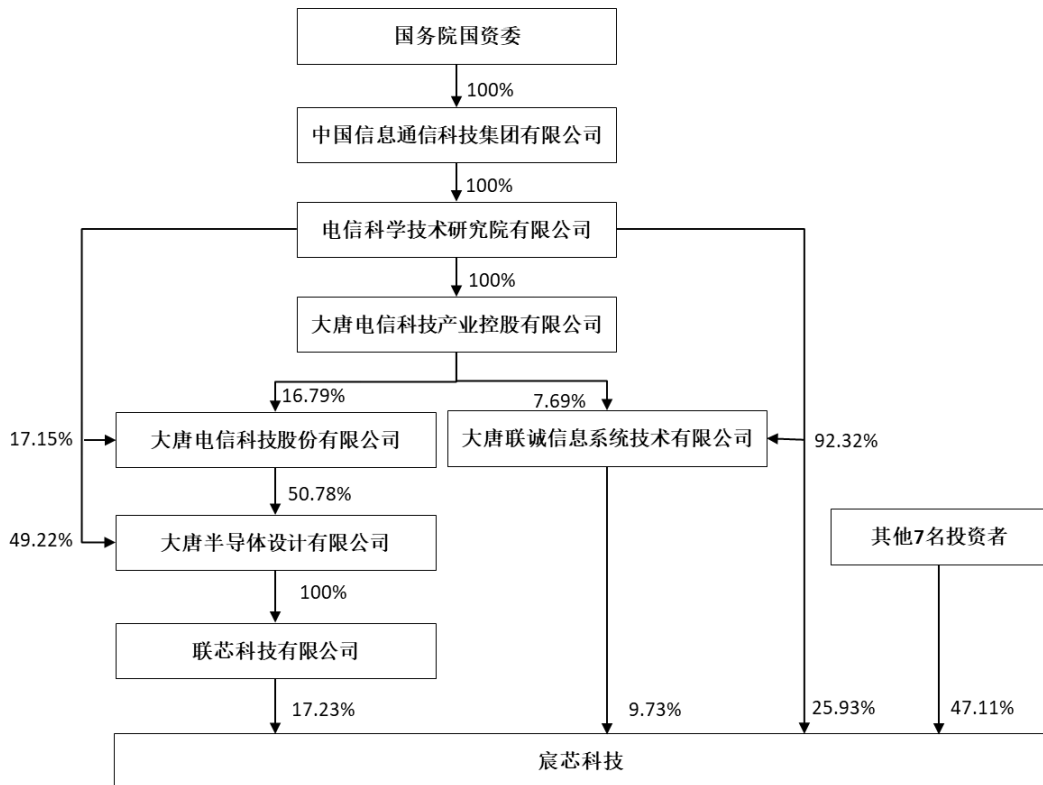 国务院国资委
100%
中国信息通信科技集团有限公司
100%
电信科学技术研究院有限公司
100%
大唐电信科技产业控股有限公司
16.79%
7.69%
17.15%
大唐电信科技股份有限公司
大唐联诚信息系统技术有限公司
92.32%
50.78%
49.22%
大唐半导体设计有限公司
其他7名投资者
100%
联芯科技有限公司
17.23%
9.73%
25.93%
47.11%
宸芯科技